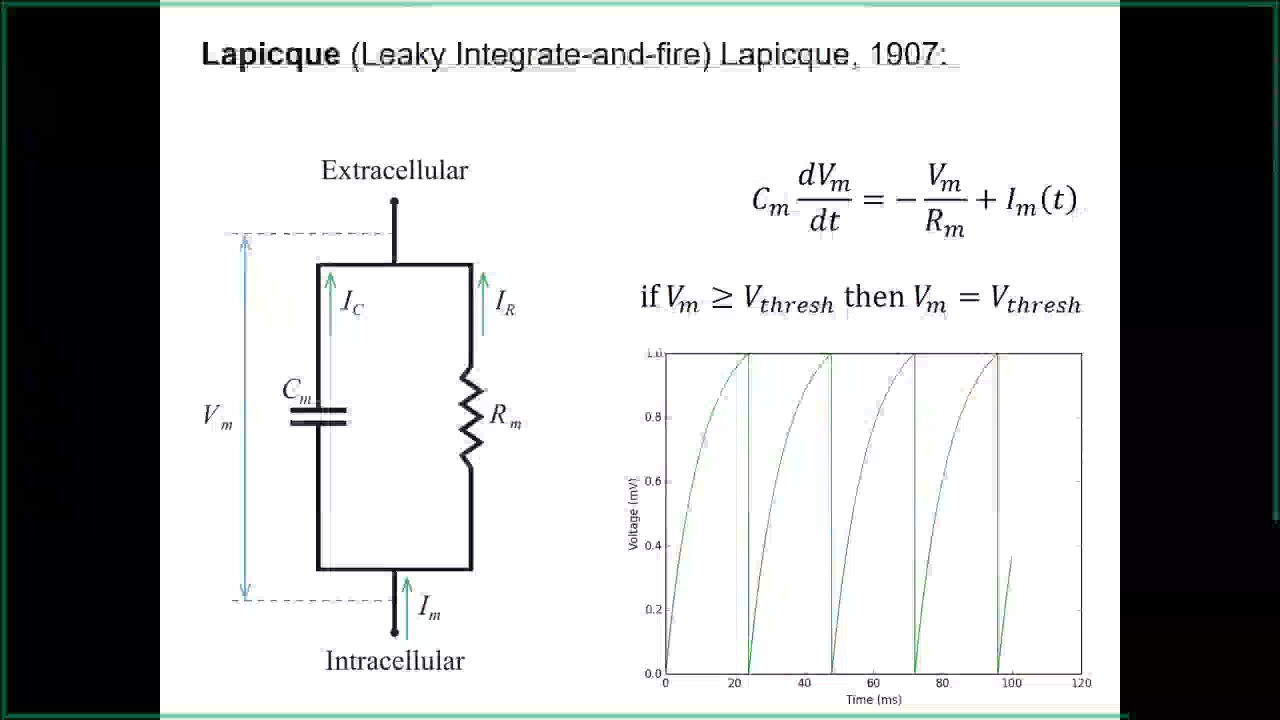 Lapicque (Leaky Integrate-and-fire) Lapicque, 1907:
Extracellular
I_C
I_R
C_m
V_m
R_m
I_m
Intracellular
C_m dV_m/dt = − V_m/R_m + I_m(t)
if V_m ≥ V_thresh then V_m = V_thresh
1.0
0.8
0.6
0.4
0.2
0.0
Voltage (mV)
0 20 40 60 80 100 120
Time (ms)